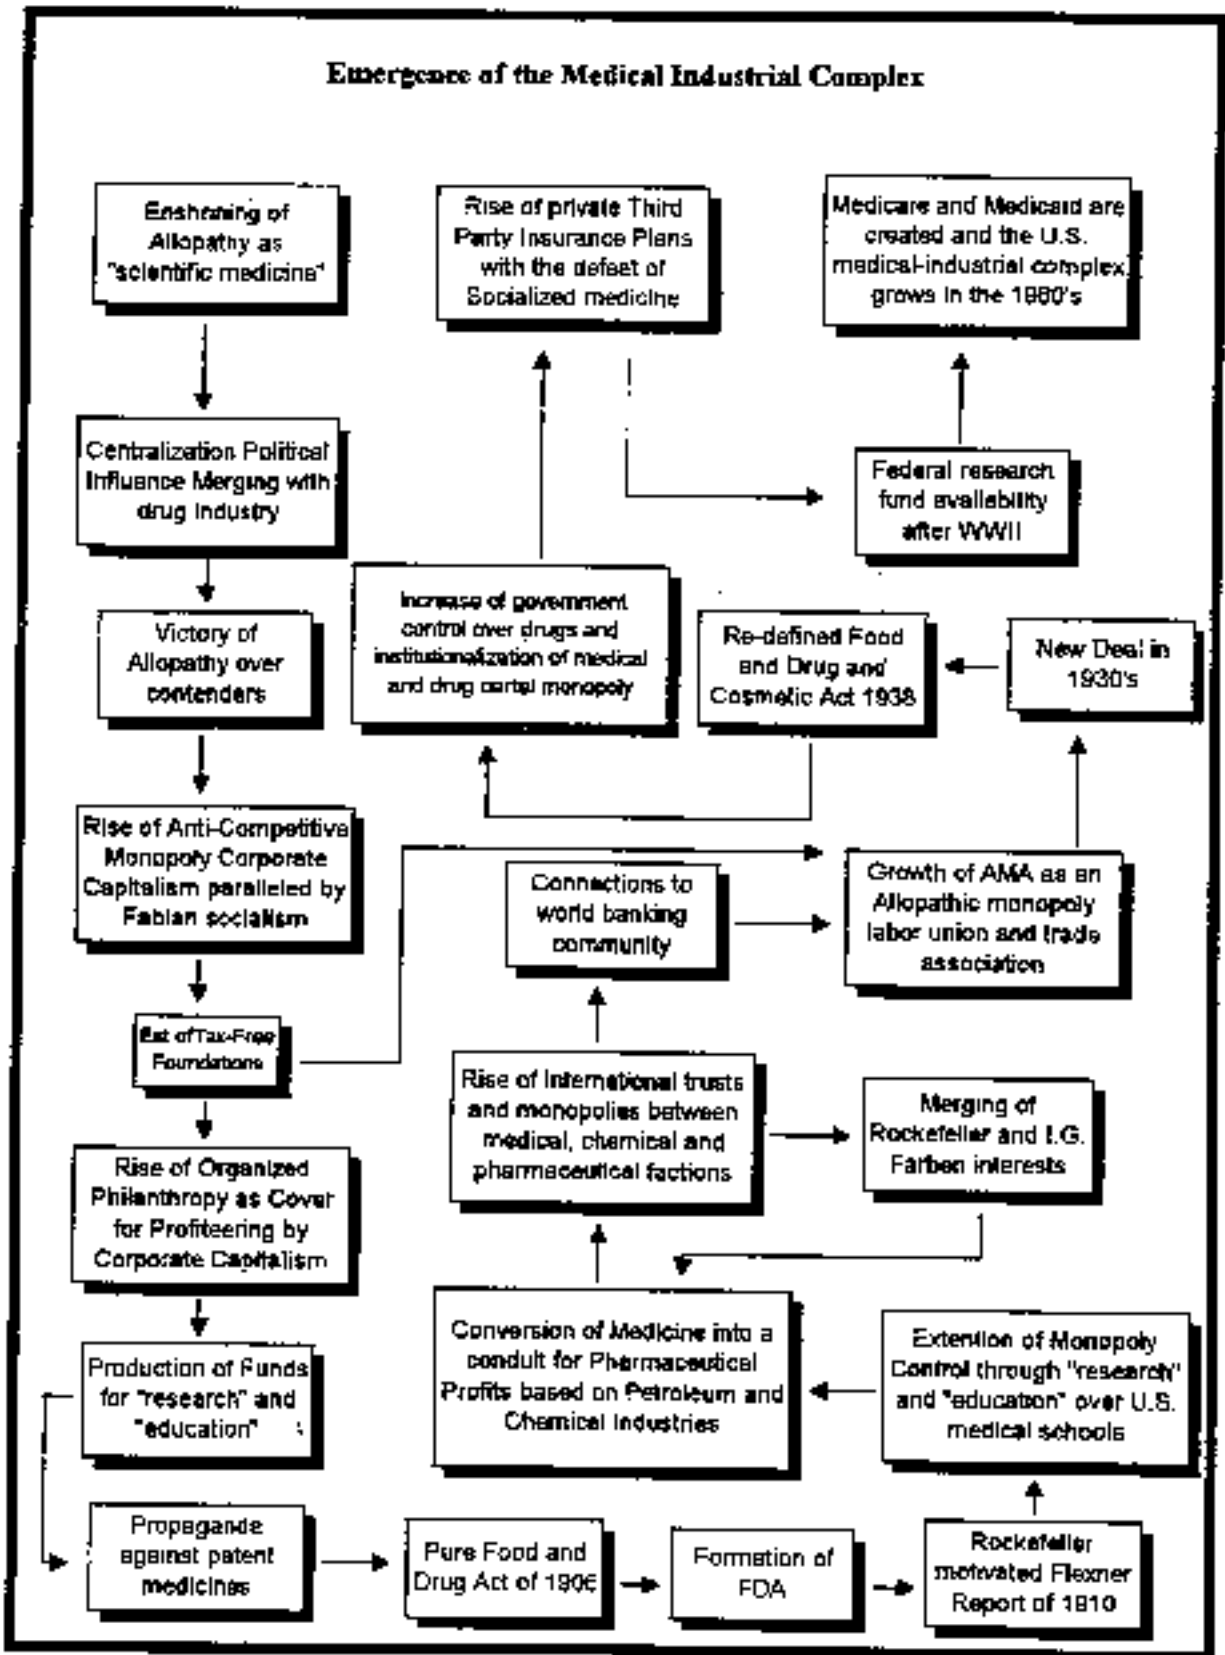 Emergence of the Medical Industrial Complex
Enshrining of
Allopathy as
"scientific medicine"
Centralization Political
Influence Merging with
drug Industry
Victory of
Allopathy over
contenders
Rise of Anti-Competitive
Monopoly Corporate
Capitalism paralleled by
Fabian socialism
Est of Tax-Free
Foundations
Rise of Organized
Philanthropy as Cover
for Profiteering by
Corporate Capitalism
Production of Funds
for "research" and
"education"
Propaganda
against patent
medicines
Pure Food and
Drug Act of 1906
Formation of
FDA
Rockefeller
motivated Flexner
Report of 1910
Extention of Monopoly
Control through "research"
and "education" over U.S.
medical schools
Conversion of Medicine into a
conduit for Pharmaceutical
Profits based on Petroleum and
Chemical Industries
Rise of International trusts
and monopolies between
medical, chemical and
pharmaceutical factions
Merging of
Rockefeller and I.G.
Farben interests
Connections to
world banking
community
Growth of AMA as an
Allopathic monopoly
labor union and trade
association
New Deal in
1930's
Re-defined Food
and Drug and
Cosmetic Act 1938
Increase of government
control over drugs and
institutionalization of medical
and drug cartel monopoly
Rise of private Third
Party Insurance Plans
with the defeat of
Socialized medicine
Federal research
fund availability
after WWII
Medicare and Medicaid are
created and the U.S.
medical-industrial complex
grows in the